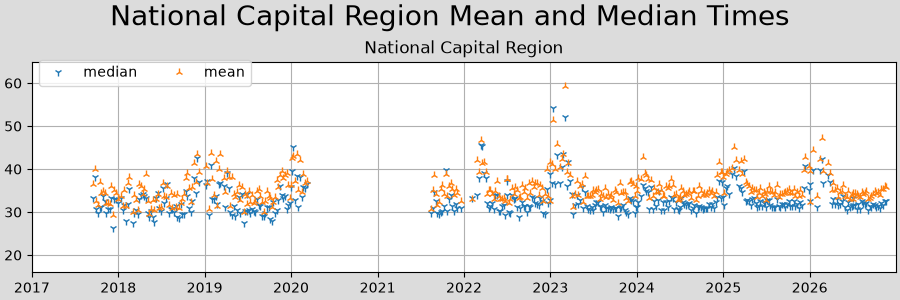 National Capital Region Mean and Median Times
National Capital Region
median mean
60
50
40
30
20
2017 2018 2019 2020 2021 2022 2023 2024 2025 2026